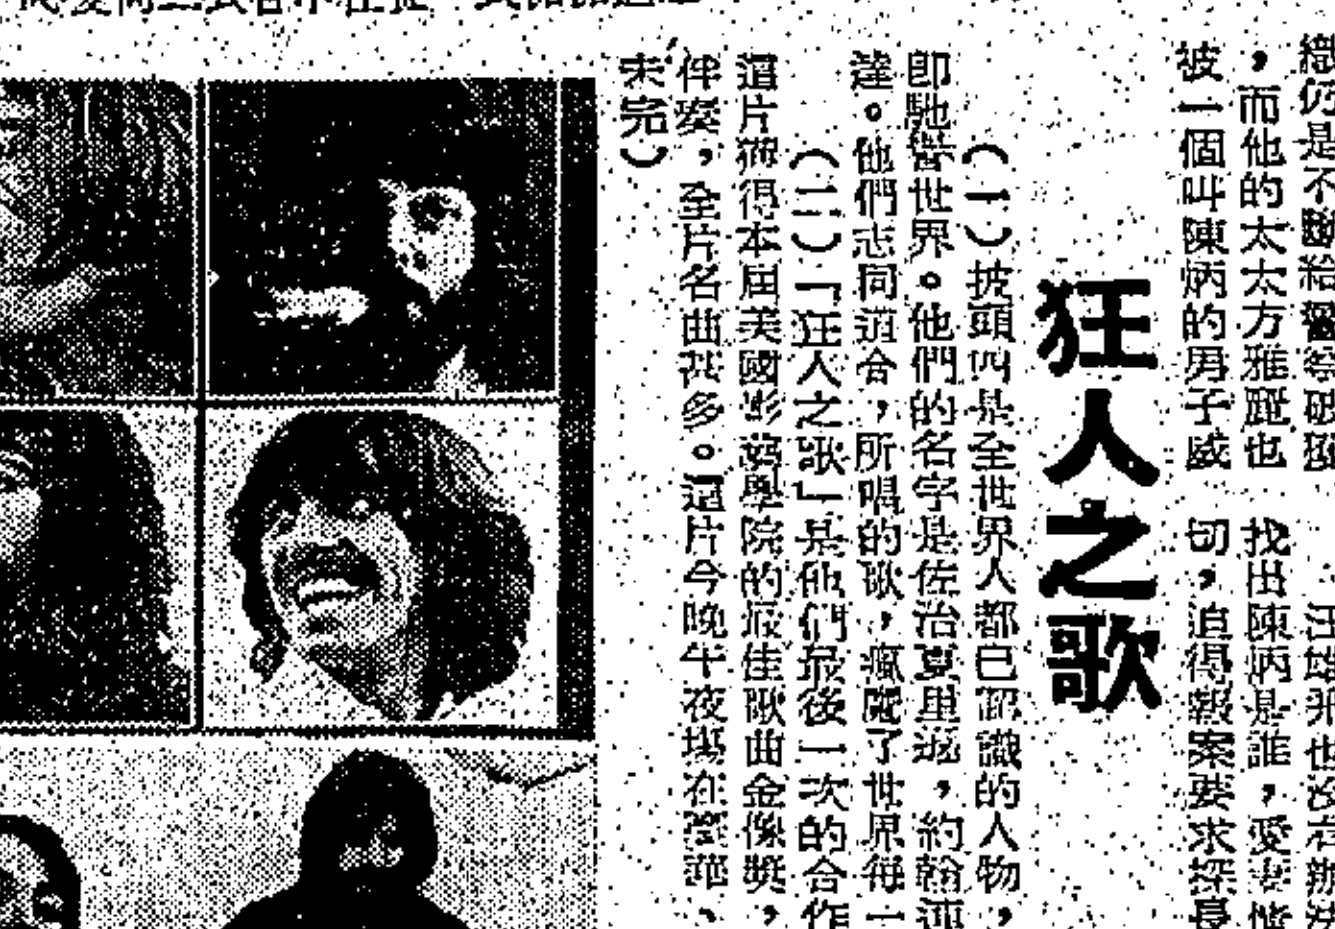 織仍是不斷給
，而他的太太方雅麗也
被一個叫陳炳的男子威
找出陳炳是誰，愛妻
切，迫得報案要求探長
狂人之歌
（一）披頭四是全世界人都已認識的人物，
即馳譽世界。他們的名字是佐治夏里遜，約翰連
達。他們志同道合，所唱的歌，瘋魔了世界每一
（二）「狂人之歌」是他們最後一次的合作
這片獲得本屆美國影藝學院的最佳歌曲金像獎，
伴奏，全片名曲甚多。這片今晚午夜場在
未完）